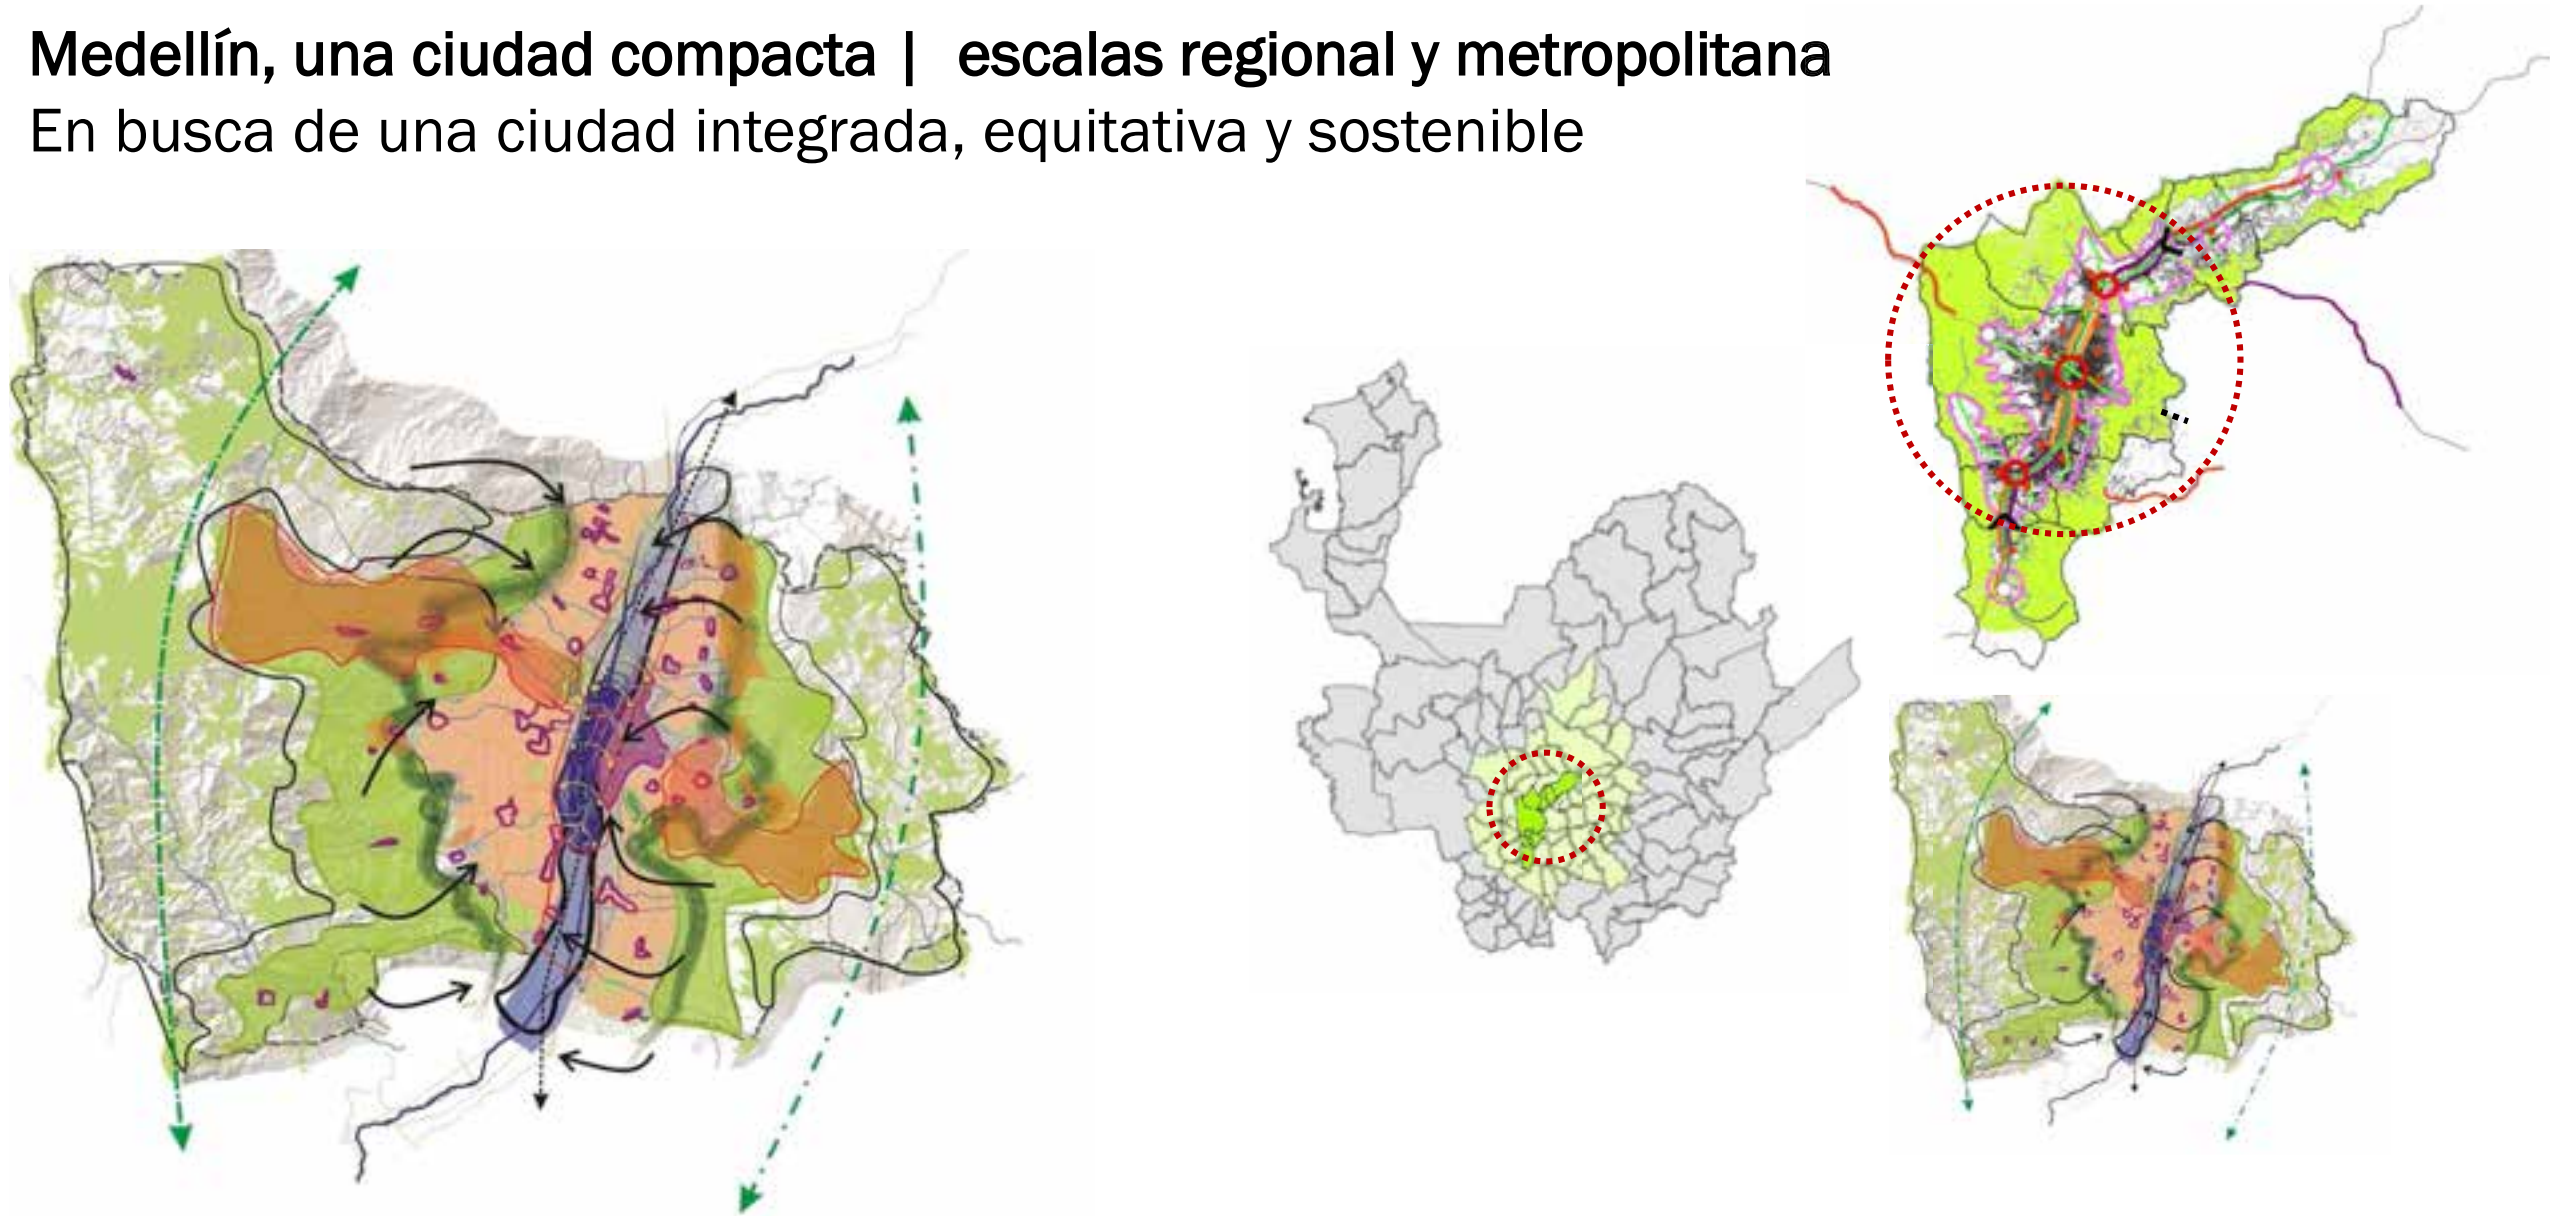 Medellín, una ciudad compacta | escalas regional y metropolitana
En busca de una ciudad integrada, equitativa y sostenible